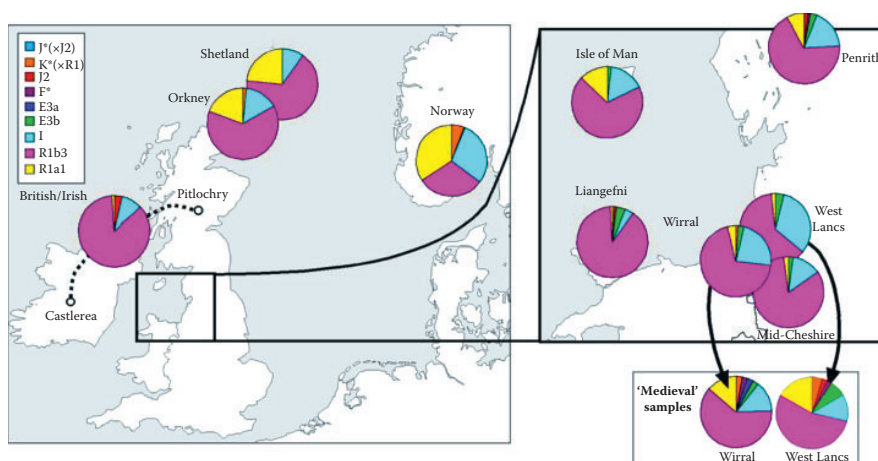 J*(×J2)
K*(×R1)
J2
F*
E3a
E3b
I
R1b3
R1a1
Shetland
Orkney
Norway
British/Irish
Pitlochry
Castlerea
Isle of Man
Penrith
Liangefni
Wirral
West
Lancs
Mid-Cheshire
'Medieval'
samples
Wirral
West Lancs